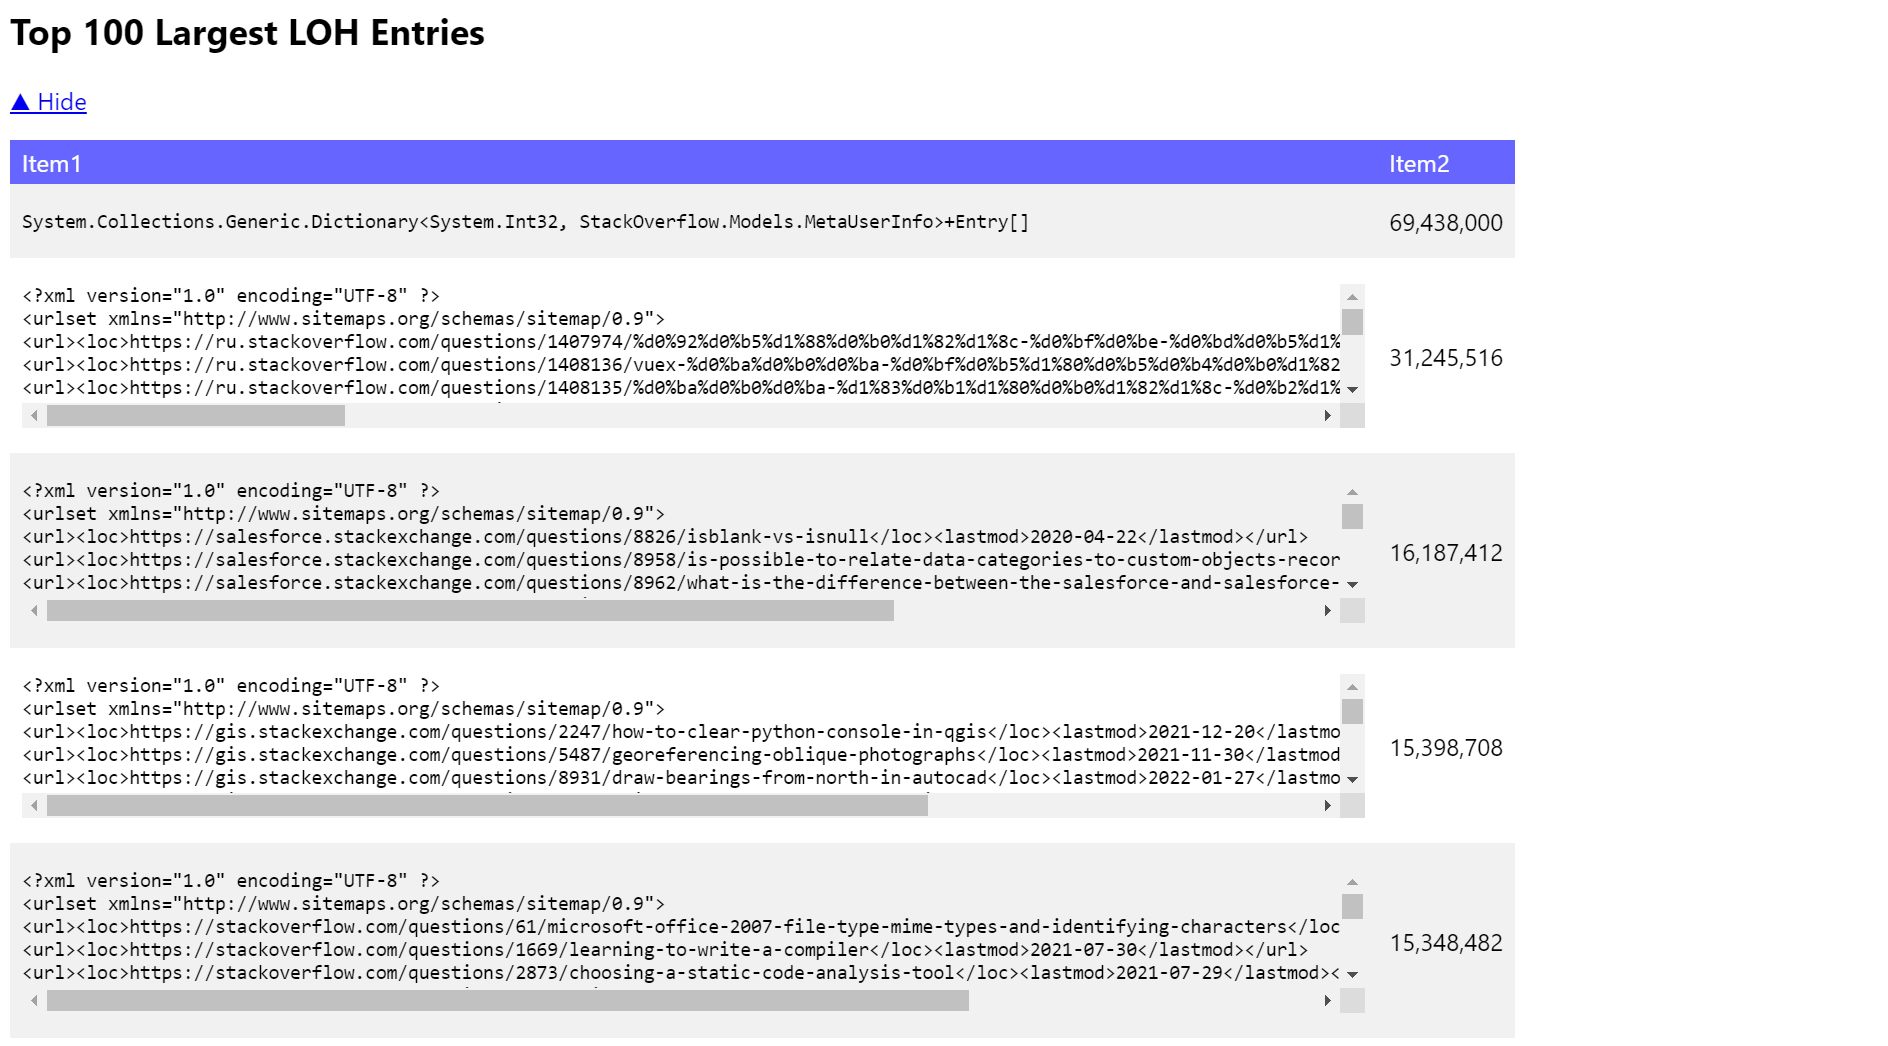 Top 100 Largest LOH Entries
▲ Hide
Item1 Item2
System.Collections.Generic.Dictionary<System.Int32, StackOverflow.Models.MetaUserInfo>+Entry[] 69,438,000
<?xml version="1.0" encoding="UTF-8" ?>
<urlset xmlns="http://www.sitemaps.org/schemas/sitemap/0.9">
<url><loc>https://ru.stackoverflow.com/questions/1407974/%d0%92%d0%b5%d1%88%d0%b0%d1%82%d1%8c-%d0%bf%d0%be-%d0%bd%d0%b5%d1%
<url><loc>https://ru.stackoverflow.com/questions/1408136/vuex-%d0%ba%d0%b0%d0%ba-%d0%bf%d0%b5%d1%80%d0%b5%d0%b4%d0%b0%d1%82
<url><loc>https://ru.stackoverflow.com/questions/1408135/%d0%ba%d0%b0%d0%ba-%d1%83%d0%b1%d1%80%d0%b0%d1%82%d1%8c-%d0%b2%d1%
31,245,516
<?xml version="1.0" encoding="UTF-8" ?>
<urlset xmlns="http://www.sitemaps.org/schemas/sitemap/0.9">
<url><loc>https://salesforce.stackexchange.com/questions/8826/isblank-vs-isnull</loc><lastmod>2020-04-22</lastmod></url>
<url><loc>https://salesforce.stackexchange.com/questions/8958/is-possible-to-relate-data-categories-to-custom-objects-recor
<url><loc>https://salesforce.stackexchange.com/questions/8962/what-is-the-difference-between-the-salesforce-and-salesforce-
16,187,412
<?xml version="1.0" encoding="UTF-8" ?>
<urlset xmlns="http://www.sitemaps.org/schemas/sitemap/0.9">
<url><loc>https://gis.stackexchange.com/questions/2247/how-to-clear-python-console-in-qgis</loc><lastmod>2021-12-20</lastmo
<url><loc>https://gis.stackexchange.com/questions/5487/georeferencing-oblique-photographs</loc><lastmod>2021-11-30</lastmod
<url><loc>https://gis.stackexchange.com/questions/8931/draw-bearings-from-north-in-autocad</loc><lastmod>2022-01-27</lastmo
15,398,708
<?xml version="1.0" encoding="UTF-8" ?>
<urlset xmlns="http://www.sitemaps.org/schemas/sitemap/0.9">
<url><loc>https://stackoverflow.com/questions/61/microsoft-office-2007-file-type-mime-types-and-identifying-characters</loc
<url><loc>https://stackoverflow.com/questions/1669/learning-to-write-a-compiler</loc><lastmod>2021-07-30</lastmod></url>
<url><loc>https://stackoverflow.com/questions/2873/choosing-a-static-code-analysis-tool</loc><lastmod>2021-07-29</lastmod><
15,348,482